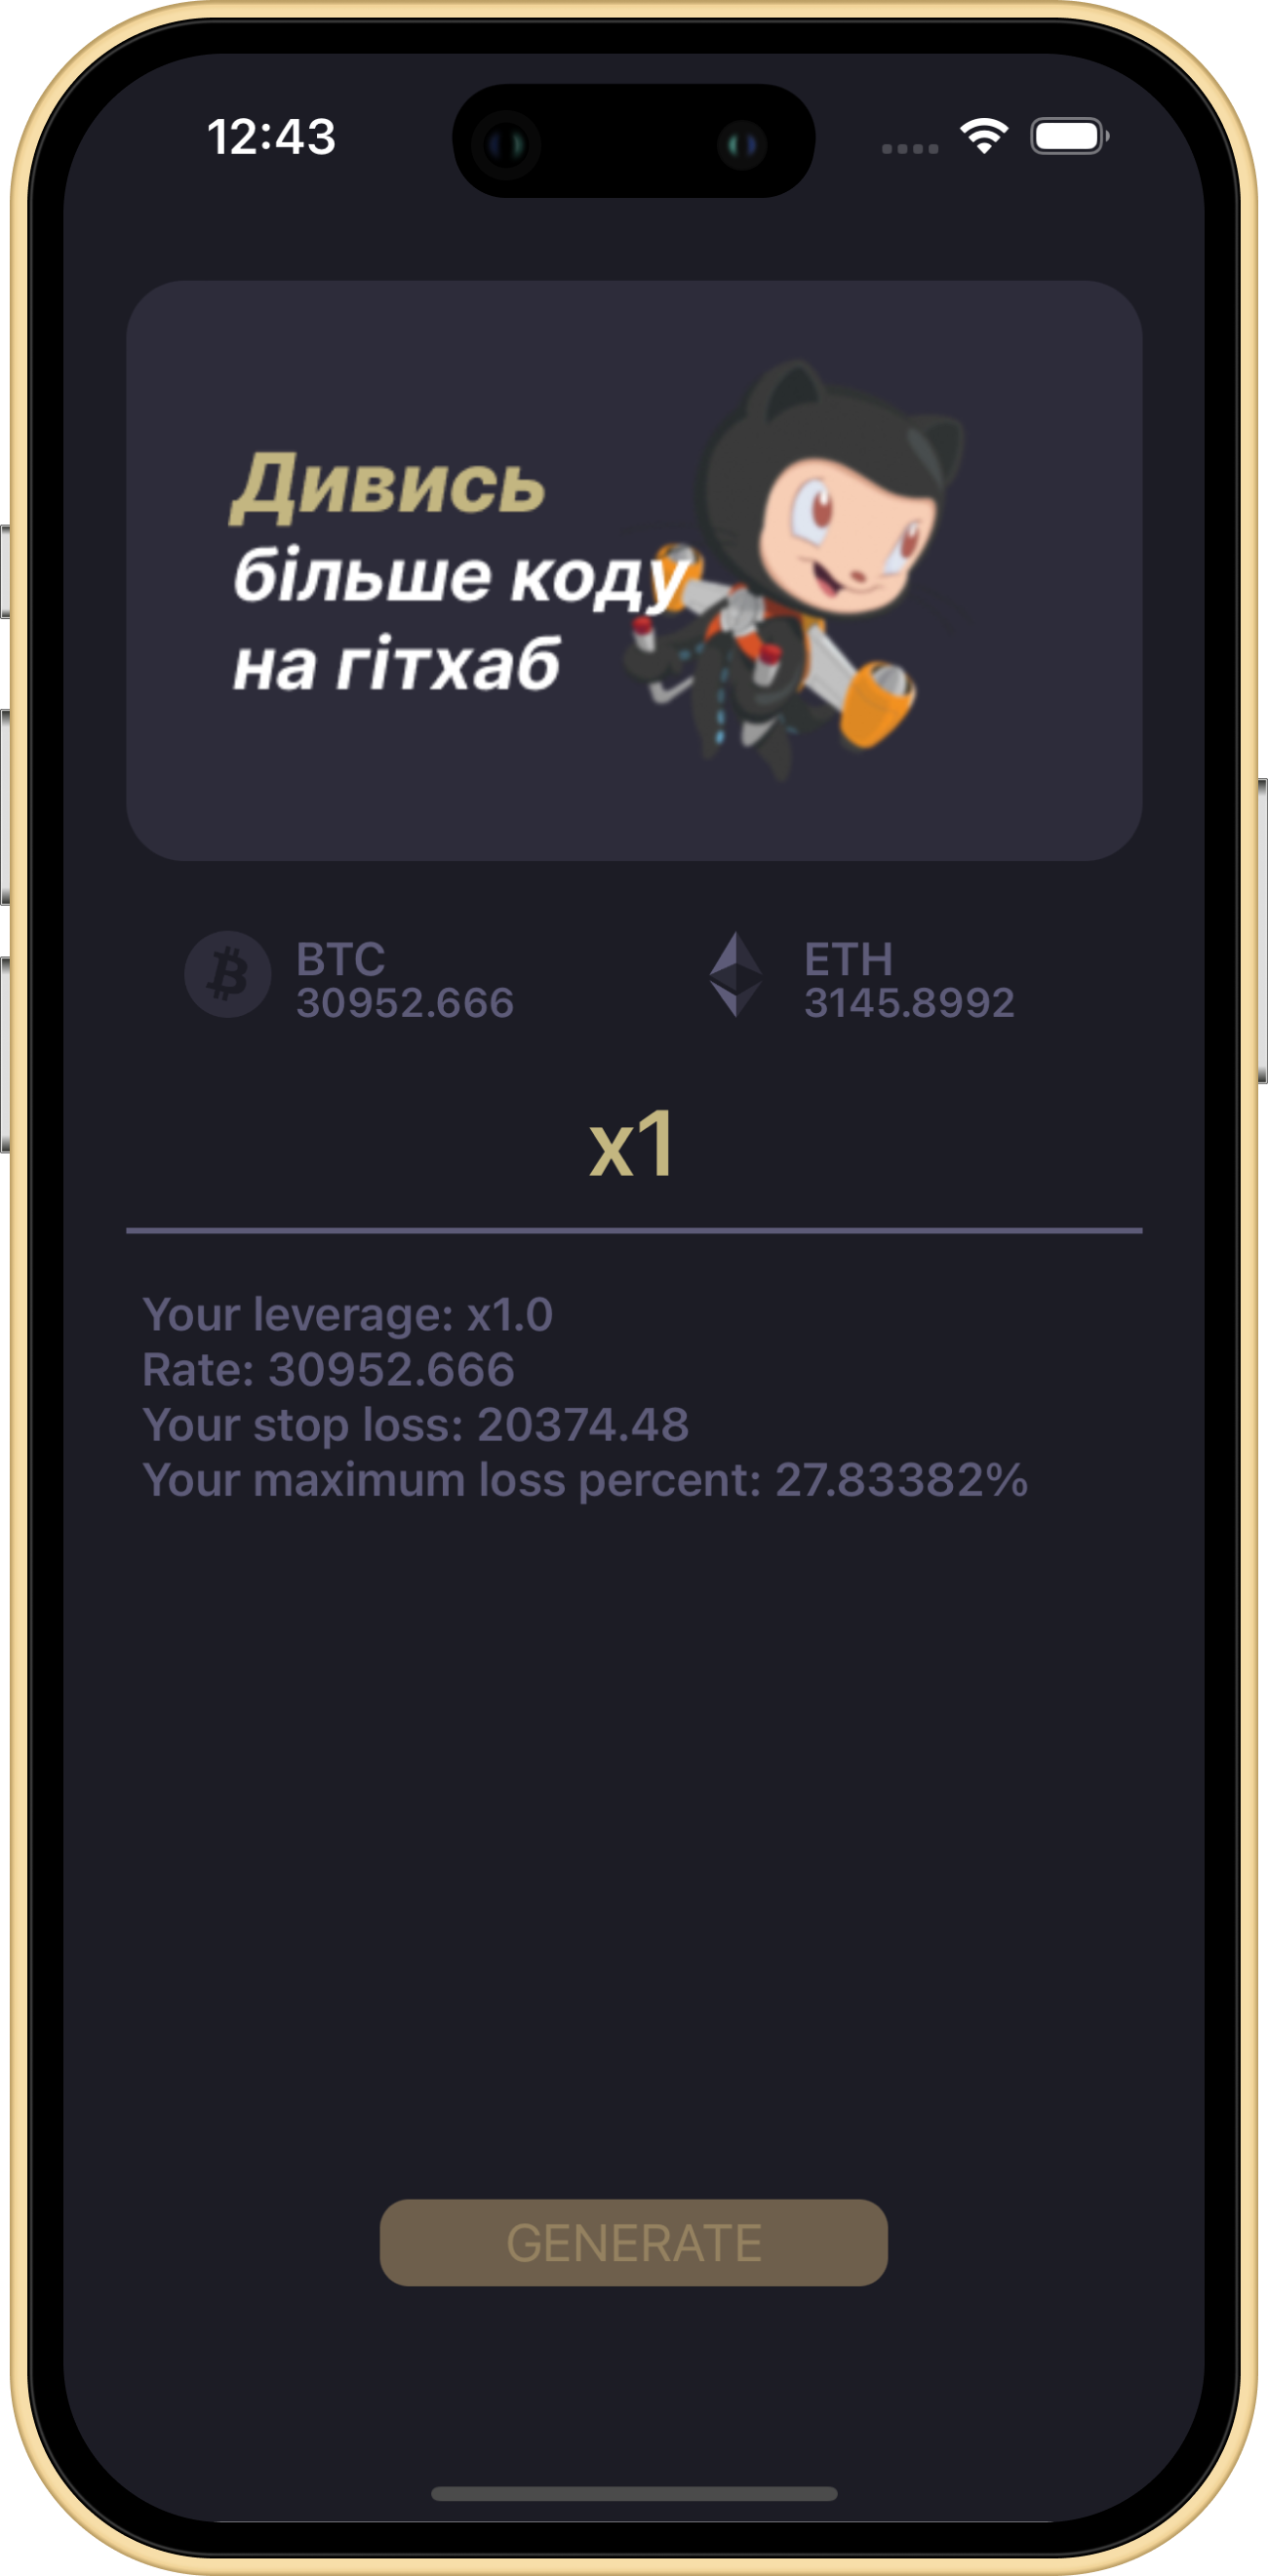 12:43
Дивись
більше коду
на гітхаб
BTC
30952.666
ETH
3145.8992
x1
Your leverage: x1.0
Rate: 30952.666
Your stop loss: 20374.48
Your maximum loss percent: 27.83382%
GENERATE